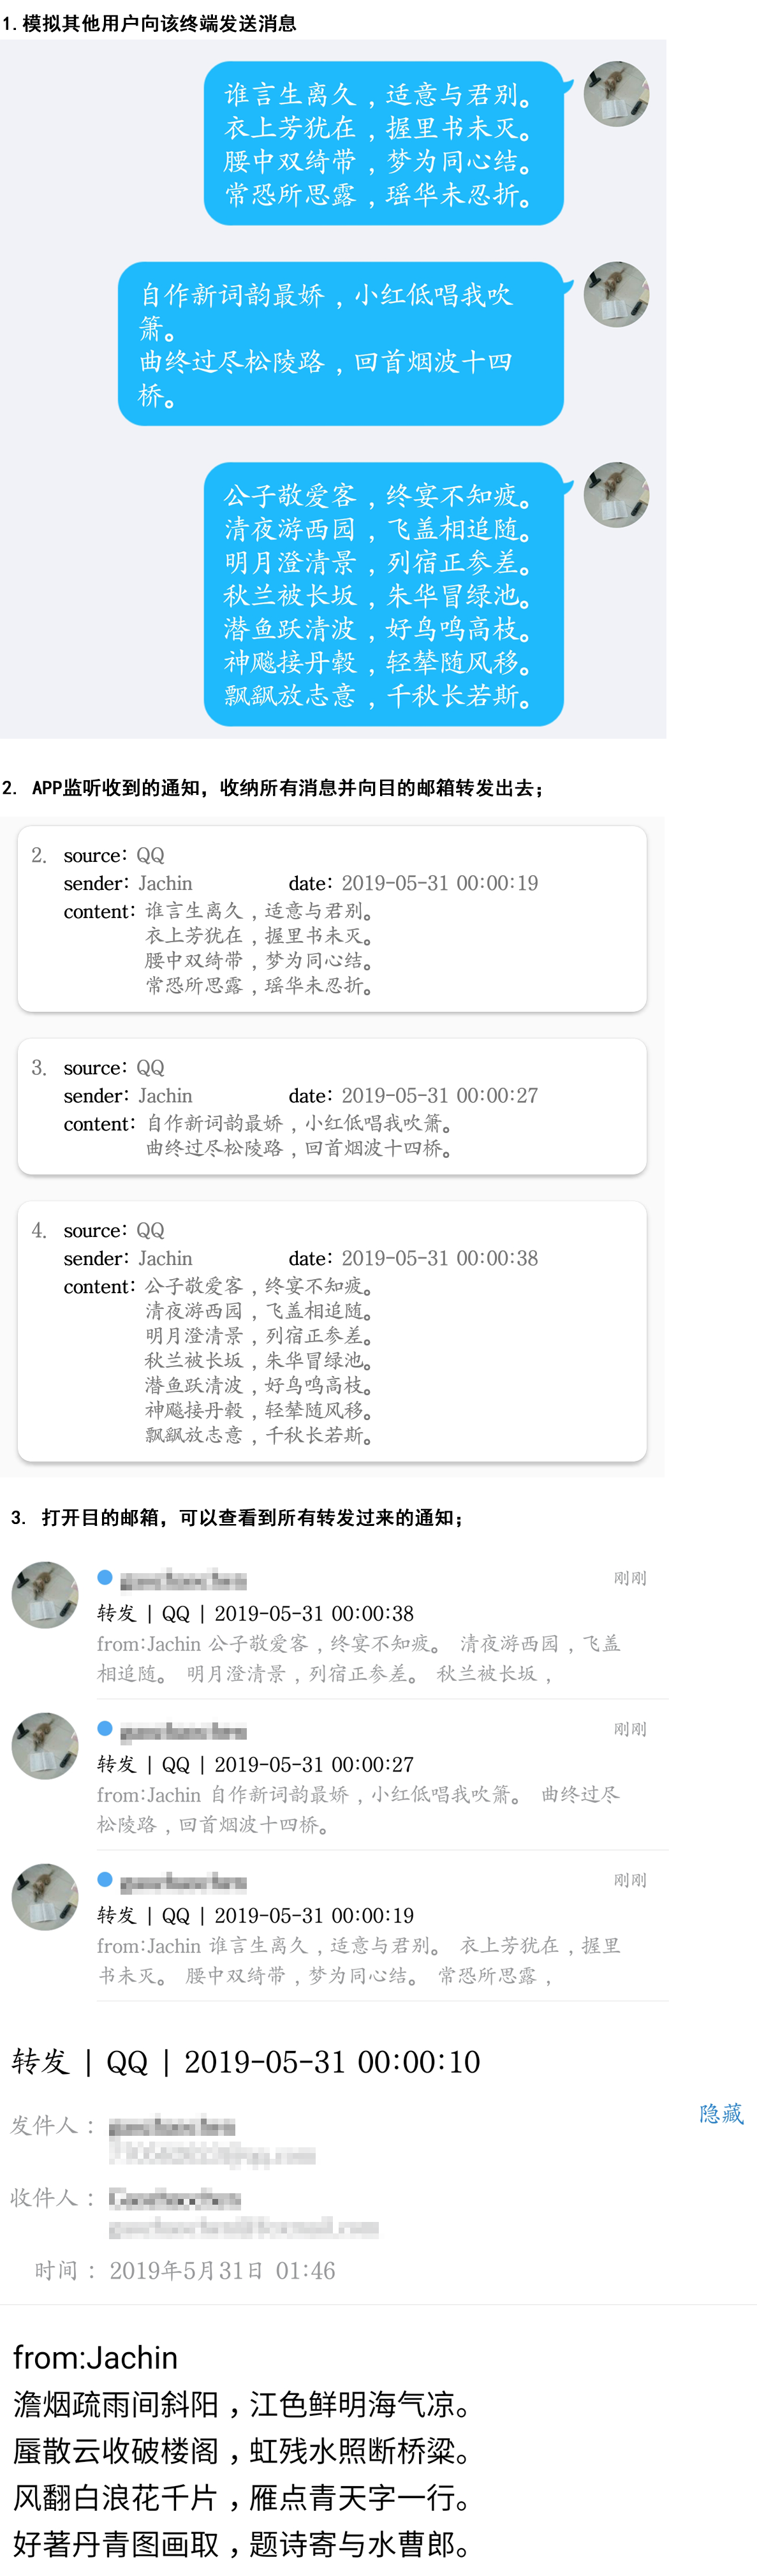 1.模拟其他用户向该终端发送消息
谁言生离久，适意与君别。
衣上芳犹在，握里书未灭。
腰中双绮带，梦为同心结。
常恐所思露，瑶华未忍折。
自作新词韵最娇，小红低唱我吹
箫。
曲终过尽松陵路，回首烟波十四
桥。
公子敬爱客，终宴不知疲。
清夜游西园，飞盖相追随。
明月澄清景，列宿正参差。
秋兰被长坂，朱华冒绿池。
潜鱼跃清波，好鸟鸣高枝。
神飚接丹毂，轻辇随风移。
飘飖放志意，千秋长若斯。
2. APP监听收到的通知，收纳所有消息并向目的邮箱转发出去；
2. source: QQ
sender: Jachin date: 2019-05-31 00:00:19
content: 谁言生离久，适意与君别。
衣上芳犹在，握里书未灭。
腰中双绮带，梦为同心结。
常恐所思露，瑶华未忍折。
3. source: QQ
sender: Jachin date: 2019-05-31 00:00:27
content: 自作新词韵最娇，小红低唱我吹箫。
曲终过尽松陵路，回首烟波十四桥。
4. source: QQ
sender: Jachin date: 2019-05-31 00:00:38
content: 公子敬爱客，终宴不知疲。
清夜游西园，飞盖相追随。
明月澄清景，列宿正参差。
秋兰被长坂，朱华冒绿池。
潜鱼跃清波，好鸟鸣高枝。
神飚接丹毂，轻辇随风移。
飘飖放志意，千秋长若斯。
3. 打开目的邮箱，可以查看到所有转发过来的通知；
刚刚
转发 | QQ | 2019-05-31 00:00:38
from:Jachin 公子敬爱客，终宴不知疲。 清夜游西园，飞盖
相追随。 明月澄清景，列宿正参差。 秋兰被长坂，
刚刚
转发 | QQ | 2019-05-31 00:00:27
from:Jachin 自作新词韵最娇，小红低唱我吹箫。 曲终过尽
松陵路，回首烟波十四桥。
刚刚
转发 | QQ | 2019-05-31 00:00:19
from:Jachin 谁言生离久，适意与君别。 衣上芳犹在，握里
书未灭。 腰中双绮带，梦为同心结。 常恐所思露，
转发 | QQ | 2019-05-31 00:00:10
发件人： 隐藏
收件人：
时间： 2019年5月31日 01:46
from:Jachin
澹烟疏雨间斜阳，江色鲜明海气凉。
蜃散云收破楼阁，虹残水照断桥梁。
风翻白浪花千片，雁点青天字一行。
好著丹青图画取，题诗寄与水曹郎。